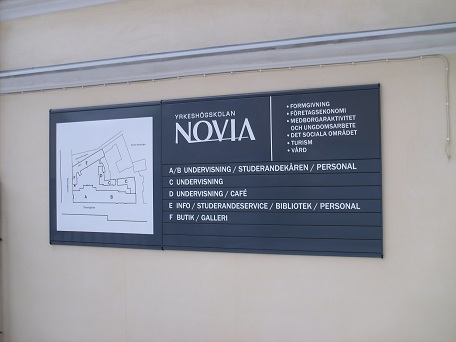 YRKESHÖGSKOLAN
NOVIA
• FORMGIVNING
• FÖRETAGSEKONOMI
• MEDBORGARAKTIVITET
OCH UNGDOMSARBETE
• DET SOCIALA OMRÅDET
• TURISM
• VÅRD
A/B UNDERVISNING / STUDERANDEKÅREN / PERSONAL
C UNDERVISNING
D UNDERVISNING / CAFÉ
E INFO / STUDERANDESERVICE / BIBLIOTEK / PERSONAL
F BUTIK / GALLERI
A B